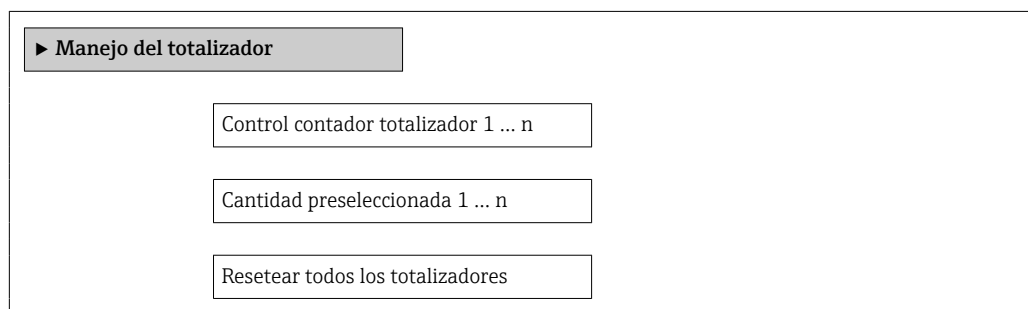 ▶ Manejo del totalizador
Control contador totalizador 1 … n
Cantidad preseleccionada 1 … n
Resetear todos los totalizadores